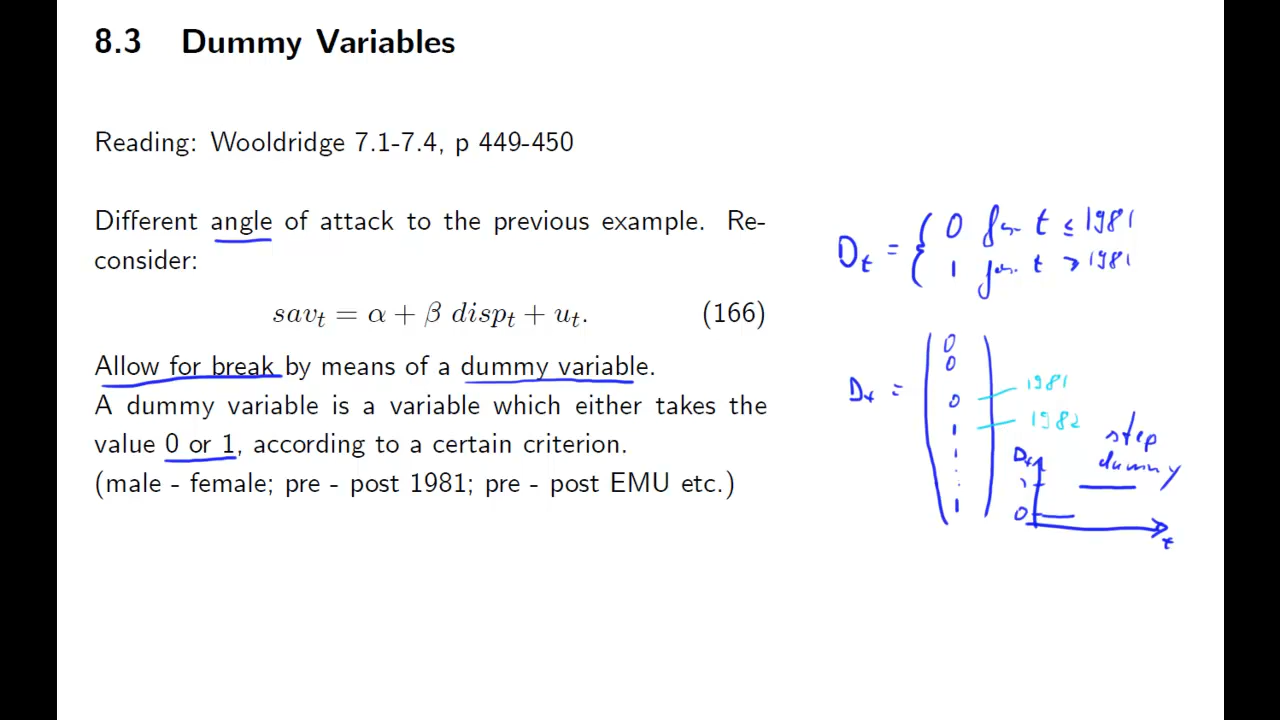 8.3 Dummy Variables
Reading: Wooldridge 7.1-7.4, p 449-450
Different angle of attack to the previous example. Re-
consider:
sav_t = α + β disp_t + u_t. (166)
Allow for break by means of a dummy variable.
A dummy variable is a variable which either takes the
value 0 or 1, according to a certain criterion.
(male - female; pre - post 1981; pre - post EMU etc.)
D_t = { 0 for t ≤ 1981
1 for t > 1981
D_t =
0
0
0 1981
1 1982
1
:
1
step
dummy
D_t
1
0
t